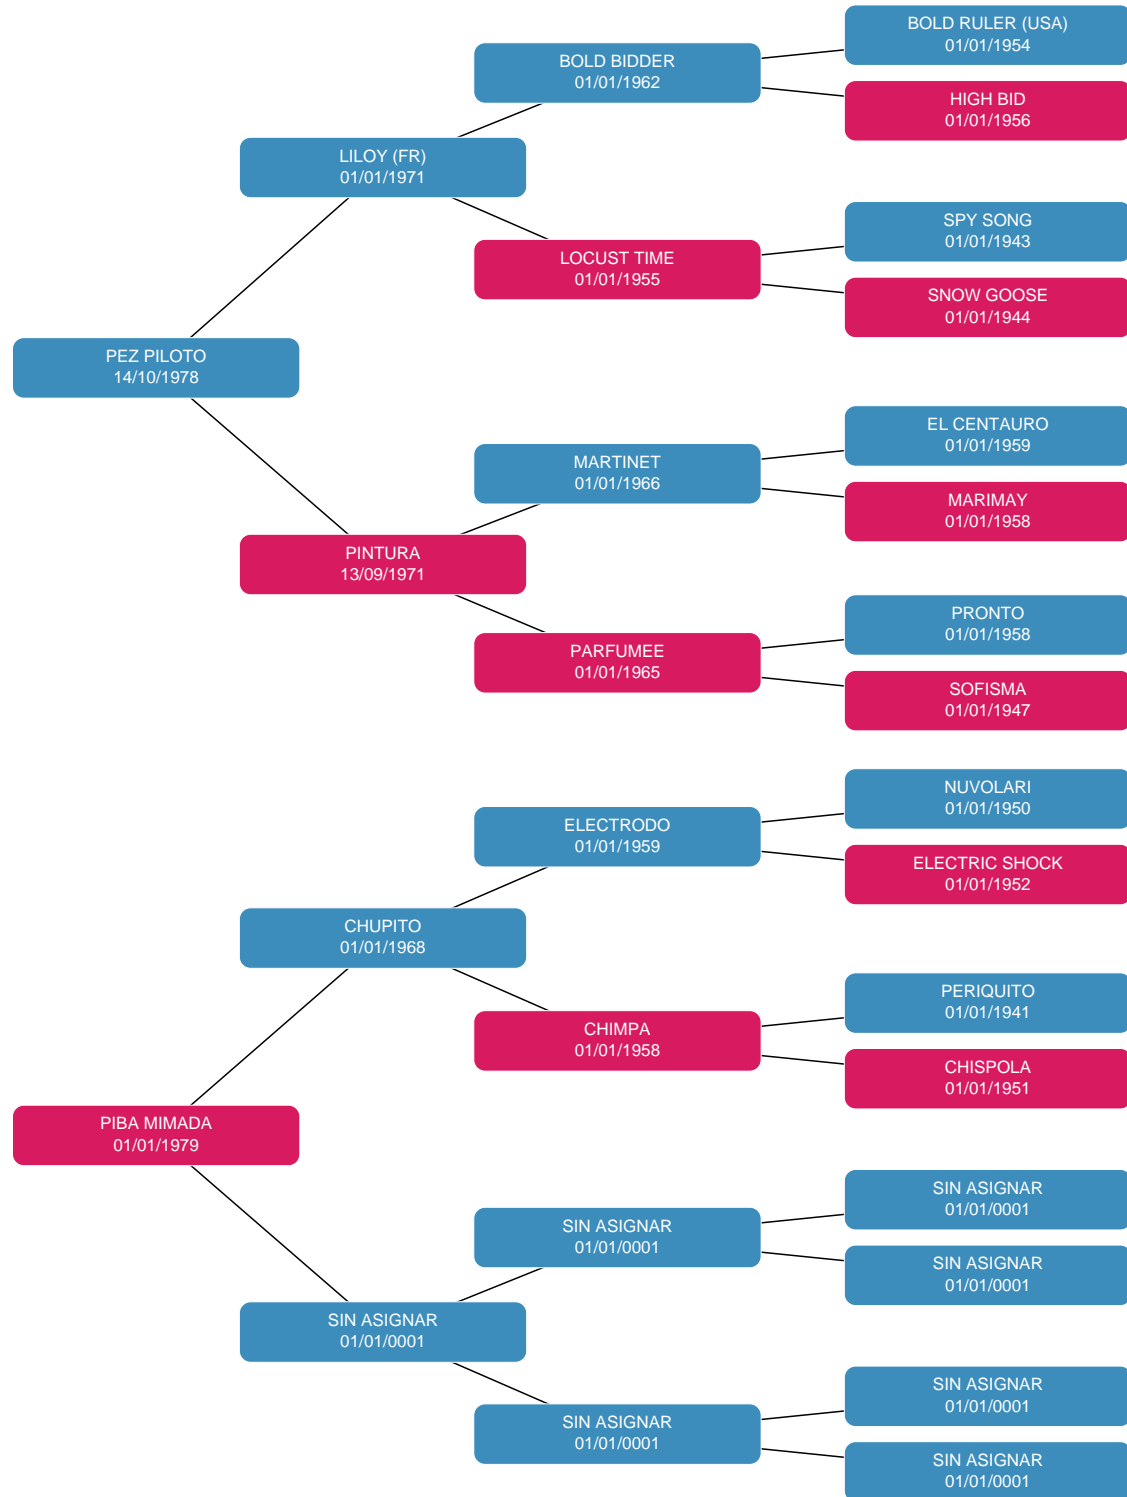 BOLD RULER (USA)
01/01/1954
BOLD BIDDER
01/01/1962
HIGH BID
01/01/1956
LILOY (FR)
01/01/1971
SPY SONG
01/01/1943
LOCUST TIME
01/01/1955
SNOW GOOSE
01/01/1944
PEZ PILOTO
14/10/1978
EL CENTAURO
01/01/1959
MARTINET
01/01/1966
MARIMAY
01/01/1958
PINTURA
13/09/1971
PRONTO
01/01/1958
PARFUMEE
01/01/1965
SOFISMA
01/01/1947
NUVOLARI
01/01/1950
ELECTRODO
01/01/1959
ELECTRIC SHOCK
01/01/1952
CHUPITO
01/01/1968
PERIQUITO
01/01/1941
CHIMPA
01/01/1958
CHISPOLA
01/01/1951
PIBA MIMADA
01/01/1979
SIN ASIGNAR
01/01/0001
SIN ASIGNAR
01/01/0001
SIN ASIGNAR
01/01/0001
SIN ASIGNAR
01/01/0001
SIN ASIGNAR
01/01/0001
SIN ASIGNAR
01/01/0001
SIN ASIGNAR
01/01/0001